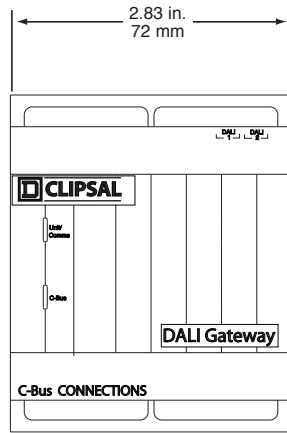 2.83 in.
72 mm
DALI DALI
1 2
D CLIPSAL
Unit/
Comms
C-Bus
DALI Gateway
C-Bus CONNECTIONS